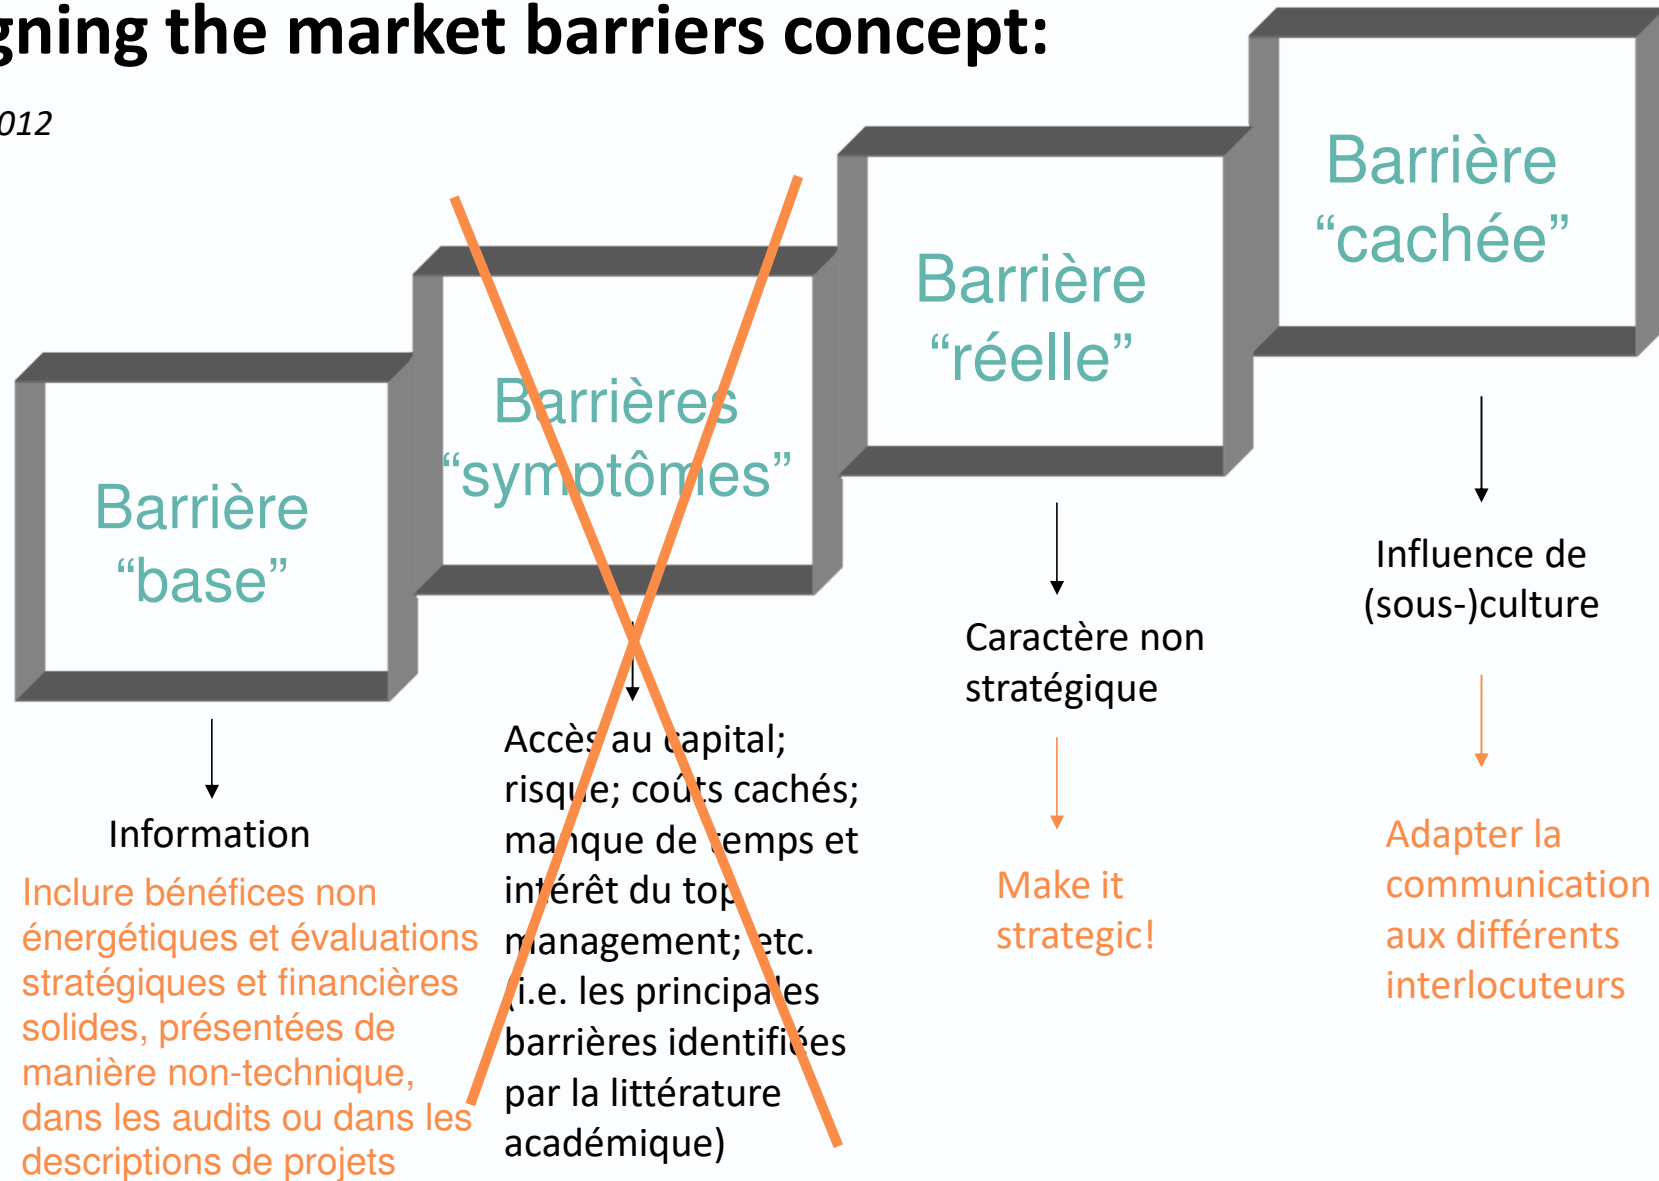 gning the market barriers concept:
012
Barrière
“base”
Information
Inclure bénéfices non
énergétiques et évaluations
stratégiques et financières
solides, présentées de
manière non-technique,
dans les audits ou dans les
descriptions de projets
Barrières
“symptômes”
Accès au capital;
risque; coûts cachés;
manque de temps et
intérêt du top
management; etc.
(i.e. les principales
barrières identifiées
par la littérature
académique)
Barrière
“réelle”
Caractère non
stratégique
Make it
strategic!
Barrière
“cachée”
Influence de
(sous-)culture
Adapter la
communication
aux différents
interlocuteurs